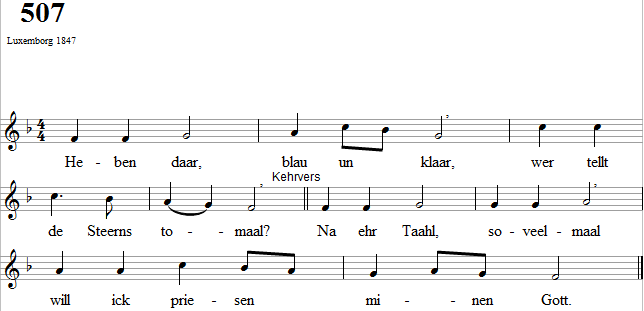 507
Luxemborg 1847
He - ben daar, blau un klaar, wer tellt
Kehrvers
de Steerns to - maal? Na ehr Taahl, so - veel - maal
will ick prie - sen mi - - nen Gott.